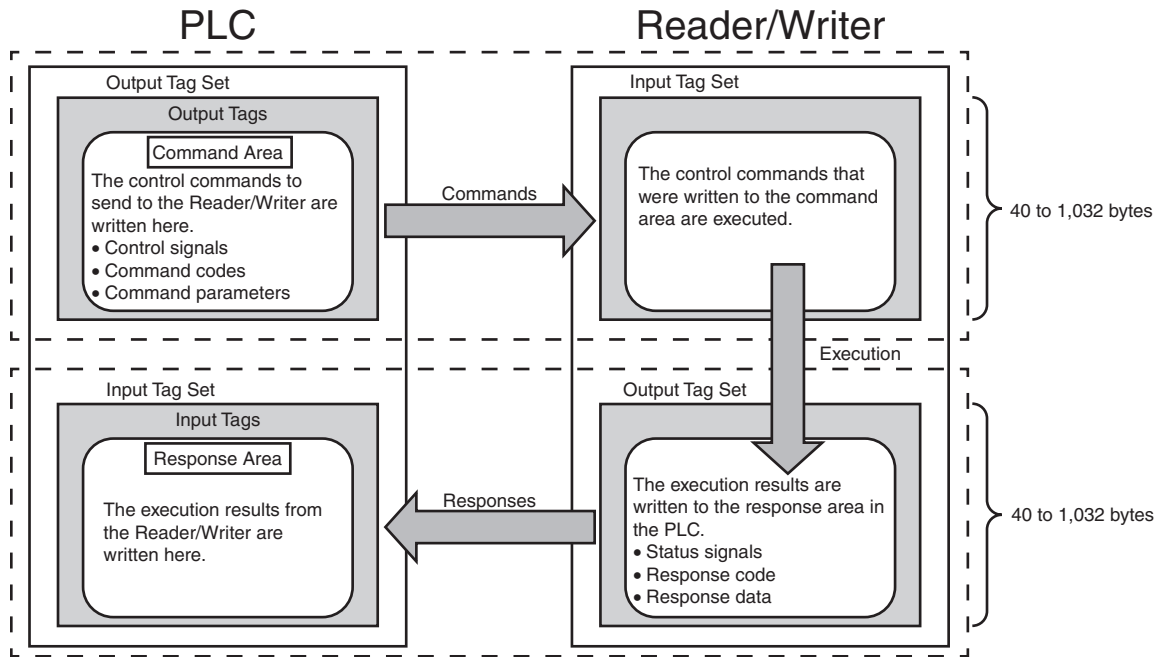 PLC
Reader/Writer
Output Tag Set
Output Tags
Command Area
The control commands to
send to the Reader/Writer are
written here.
• Control signals
• Command codes
• Command parameters
Commands
Input Tag Set
The control commands that
were written to the command
area are executed.
40 to 1,032 bytes
Execution
Input Tag Set
Input Tags
Response Area
The execution results from
the Reader/Writer are
written here.
Responses
Output Tag Set
The execution results are
written to the response area in
the PLC.
• Status signals
• Response code
• Response data
40 to 1,032 bytes